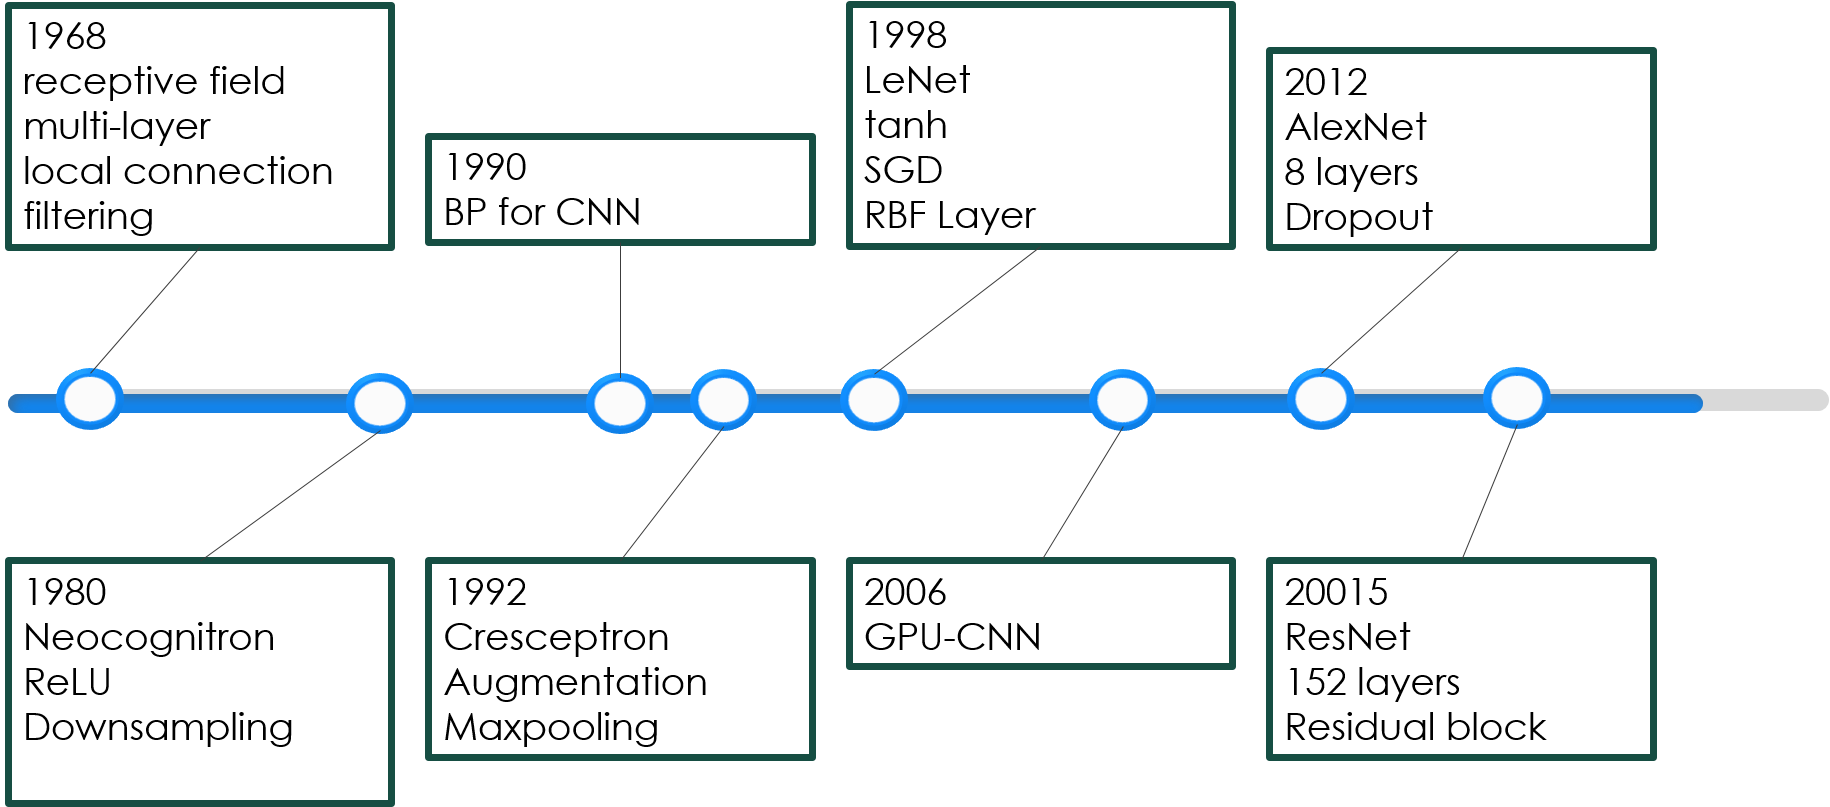 1968
receptive field
multi-layer
local connection
filtering
1980
Neocognitron
ReLU
Downsampling
1990
BP for CNN
1992
Cresceptron
Augmentation
Maxpooling
1998
LeNet
tanh
SGD
RBF Layer
2006
GPU-CNN
2012
AlexNet
8 layers
Dropout
20015
ResNet
152 layers
Residual block